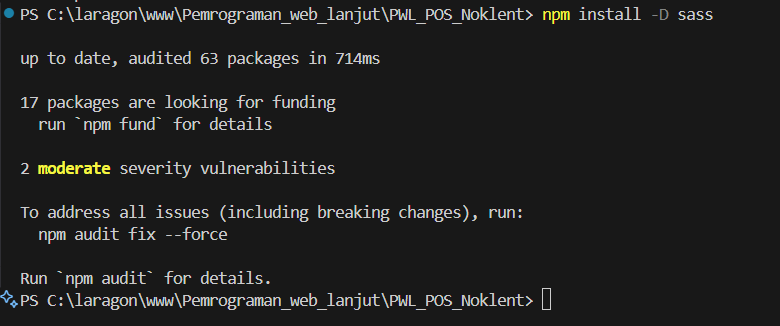 PS C:\laragon\www\Pemrograman_web_lanjut\PWL_POS_Noklent> npm install -D sass
up to date, audited 63 packages in 714ms
17 packages are looking for funding
run `npm fund` for details
2 moderate severity vulnerabilities
To address all issues (including breaking changes), run:
npm audit fix --force
Run `npm audit` for details.
PS C:\laragon\www\Pemrograman_web_lanjut\PWL_POS_Noklent>